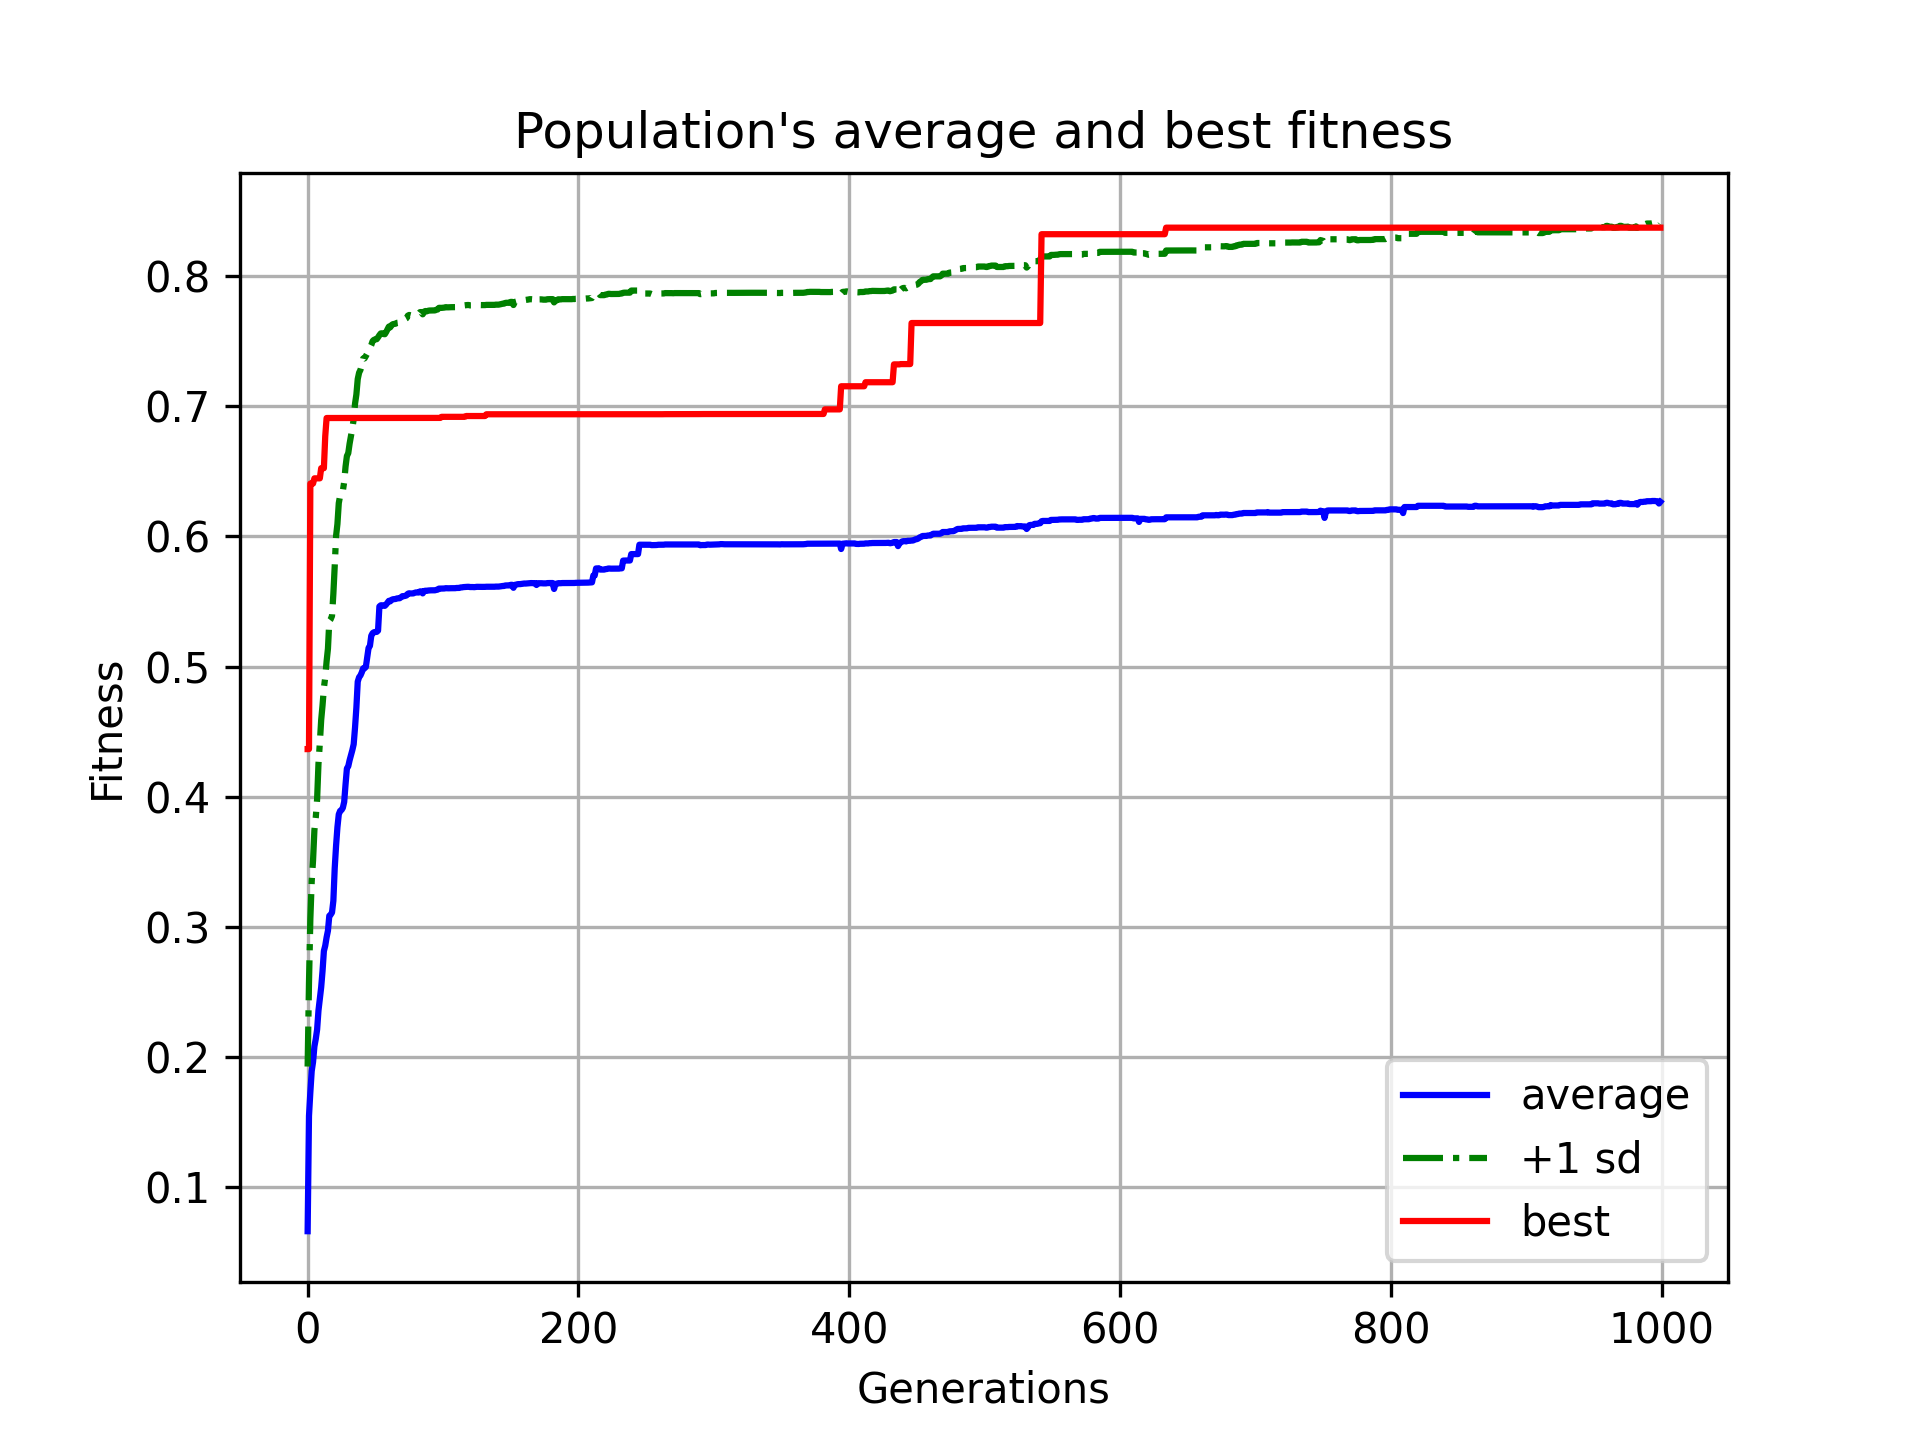 Population's average and best fitness
Fitness
0.8
0.7
0.6
0.5
0.4
0.3
0.2
0.1
average
+1 sd
best
0 200 400 600 800 1000
Generations